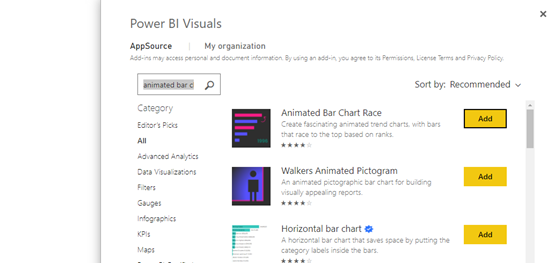 Power BI Visuals
AppSource | My organization
Add-ins may access personal and document information. By using an add-in, you agree to its Permissions, License Terms and Privacy Policy.
animated bar c
Sort by: Recommended
Category
Editor's Picks
All
Advanced Analytics
Data Visualizations
Filters
Gauges
Infographics
KPIs
Maps
Animated Bar Chart Race
Create fascinating animated trend charts, with bars
that race to the top based on ranks.
Add
Walkers Animated Pictogram
An animated pictographic bar chart for building
visually appealing reports.
Add
Horizontal bar chart
A horizontal bar chart that saves space by putting the
category labels inside the bars.
Add